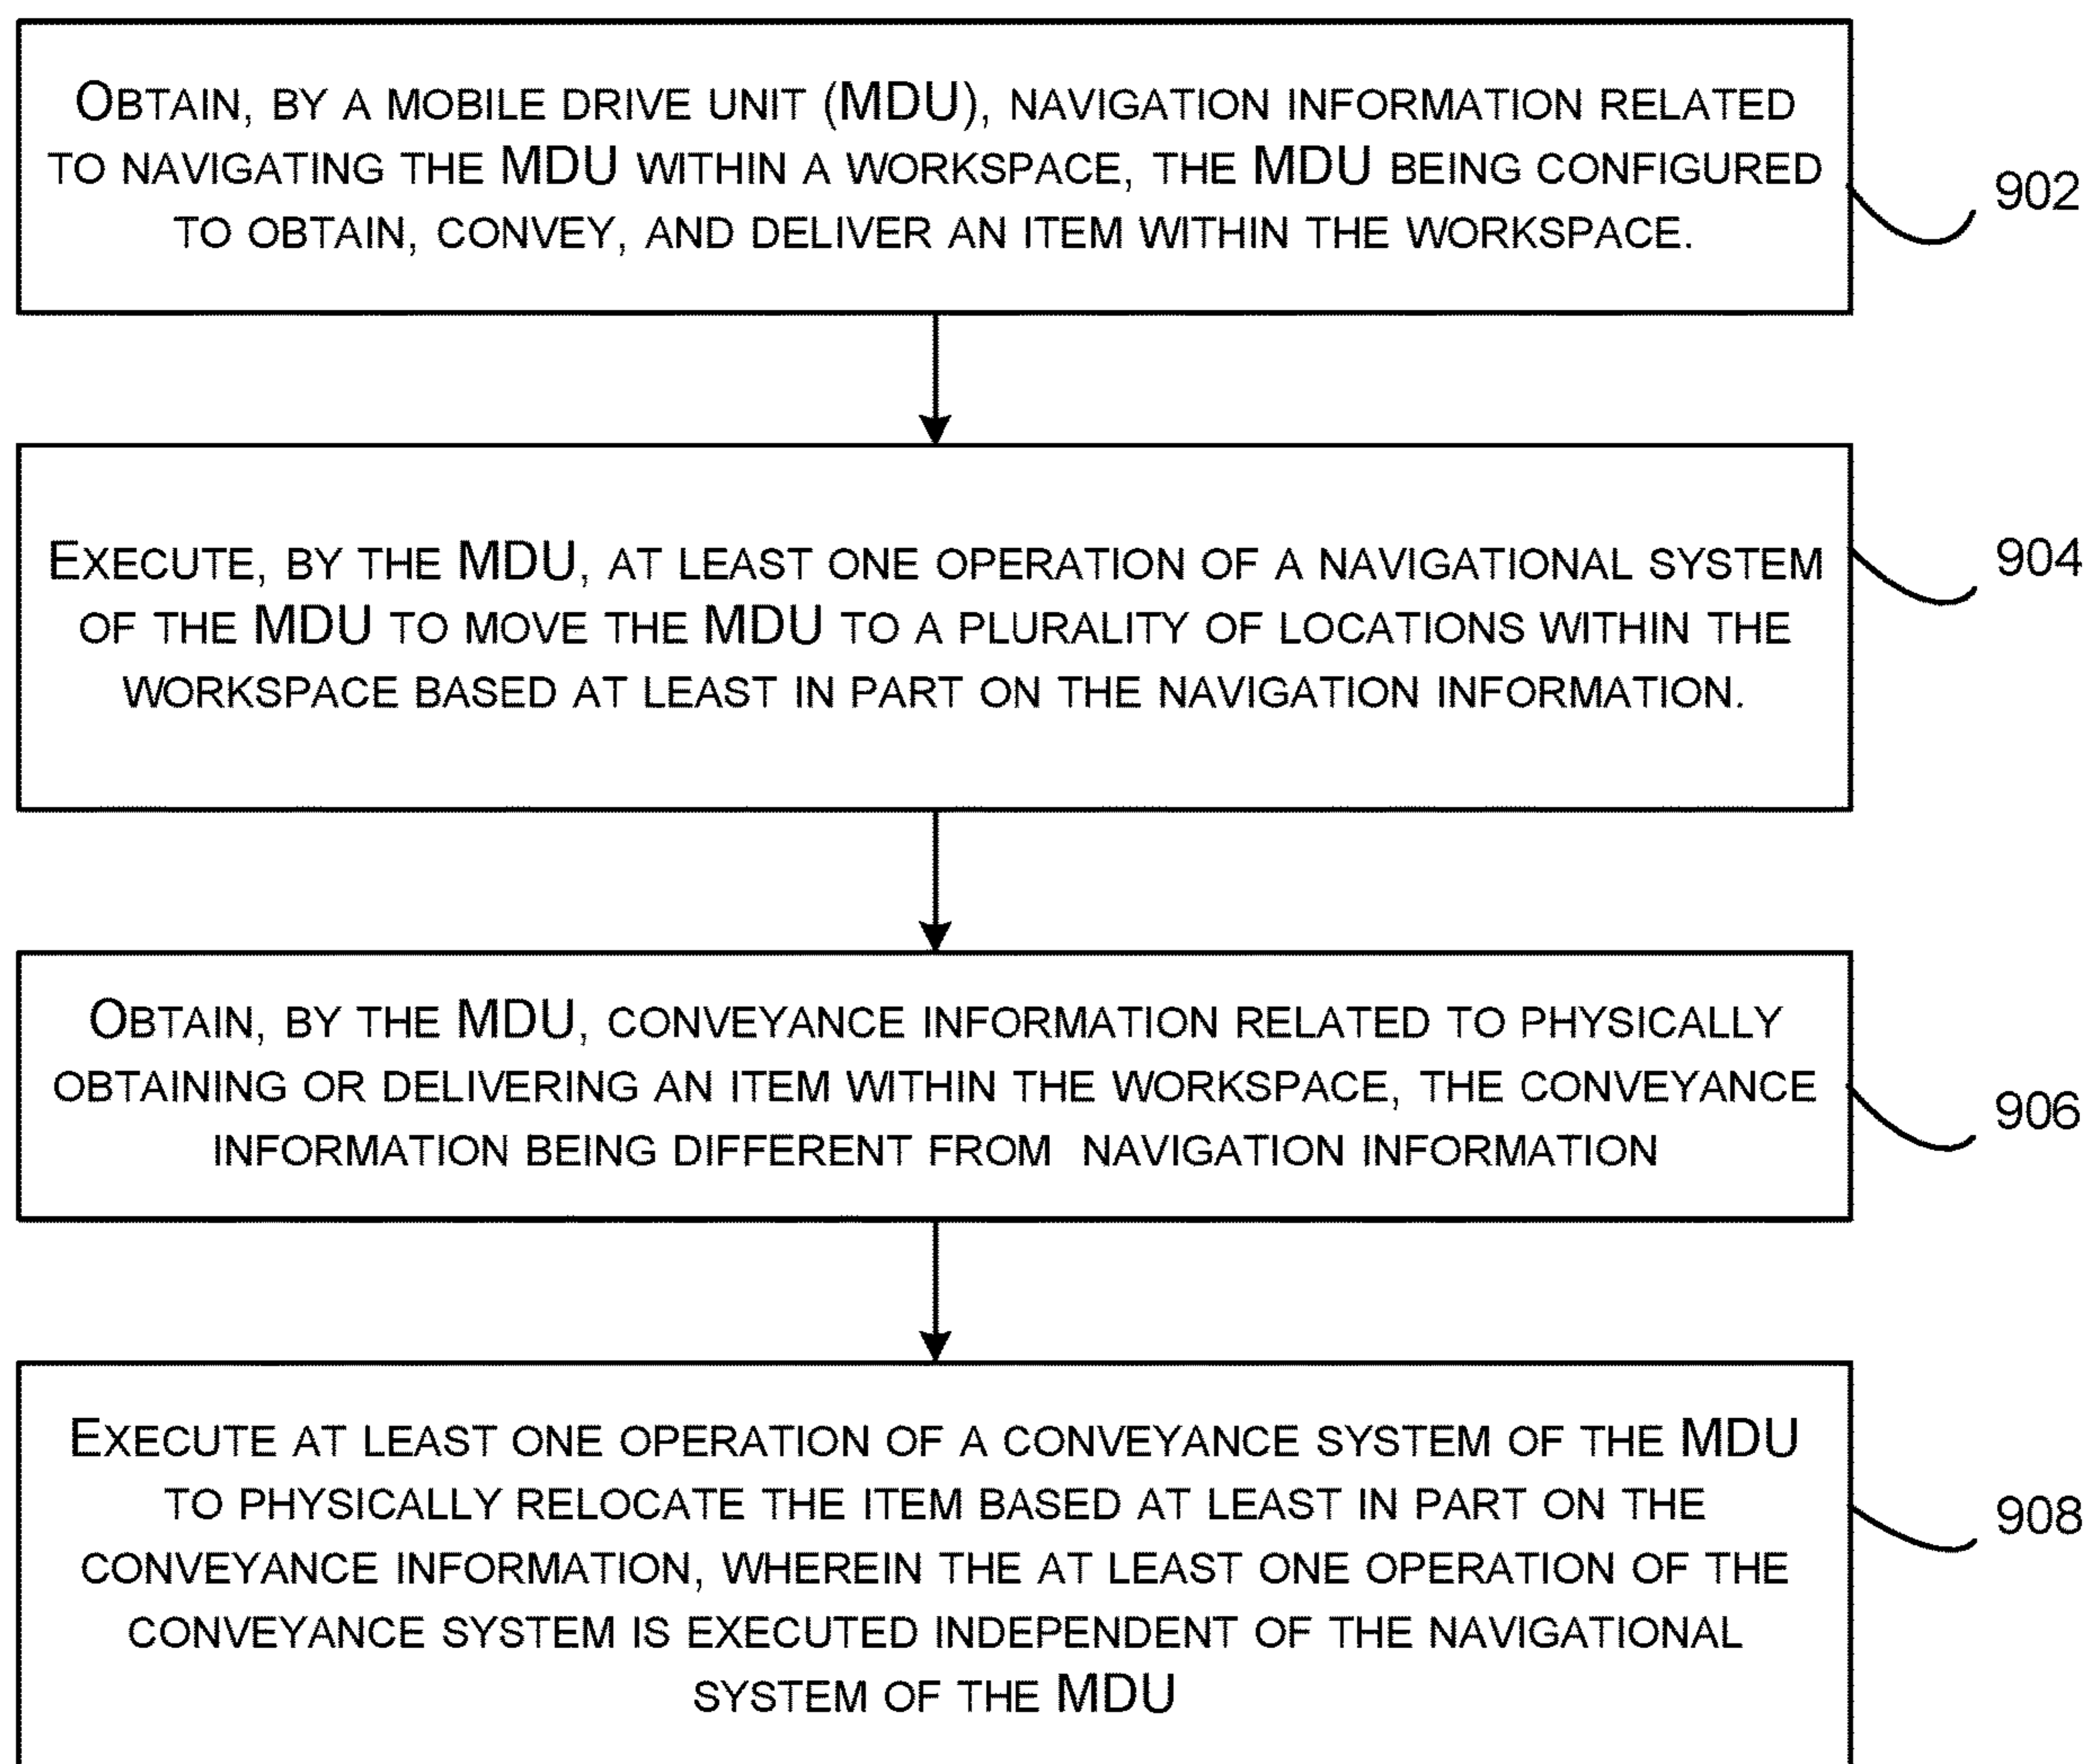 OBTAIN, BY A MOBILE DRIVE UNIT (MDU), NAVIGATION INFORMATION RELATED
TO NAVIGATING THE MDU WITHIN A WORKSPACE, THE MDU BEING CONFIGURED
TO OBTAIN, CONVEY, AND DELIVER AN ITEM WITHIN THE WORKSPACE.
902
EXECUTE, BY THE MDU, AT LEAST ONE OPERATION OF A NAVIGATIONAL SYSTEM
OF THE MDU TO MOVE THE MDU TO A PLURALITY OF LOCATIONS WITHIN THE
WORKSPACE BASED AT LEAST IN PART ON THE NAVIGATION INFORMATION.
904
OBTAIN, BY THE MDU, CONVEYANCE INFORMATION RELATED TO PHYSICALLY
OBTAINING OR DELIVERING AN ITEM WITHIN THE WORKSPACE, THE CONVEYANCE
INFORMATION BEING DIFFERENT FROM  NAVIGATION INFORMATION
906
EXECUTE AT LEAST ONE OPERATION OF A CONVEYANCE SYSTEM OF THE MDU
TO PHYSICALLY RELOCATE THE ITEM BASED AT LEAST IN PART ON THE
CONVEYANCE INFORMATION, WHEREIN THE AT LEAST ONE OPERATION OF THE
CONVEYANCE SYSTEM IS EXECUTED INDEPENDENT OF THE NAVIGATIONAL
SYSTEM OF THE MDU
908